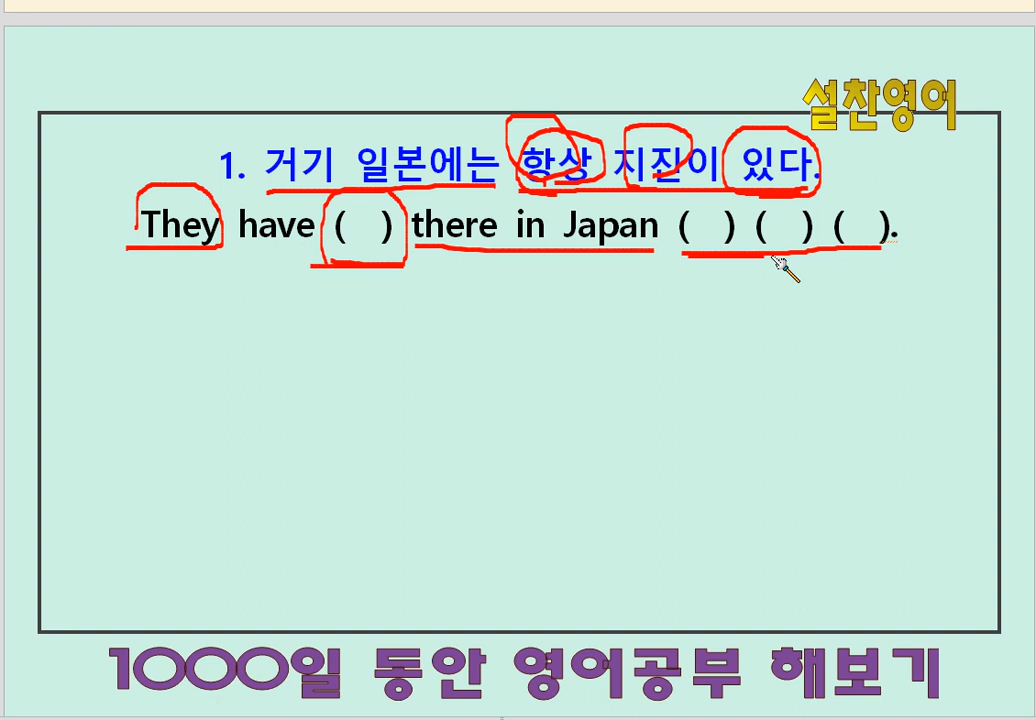 설찬영어
1. 거기 일본에는 항상 지진이 있다.
They have (  ) there in Japan (  ) (  ) (  ).
1000일 동안 영어공부 해보기